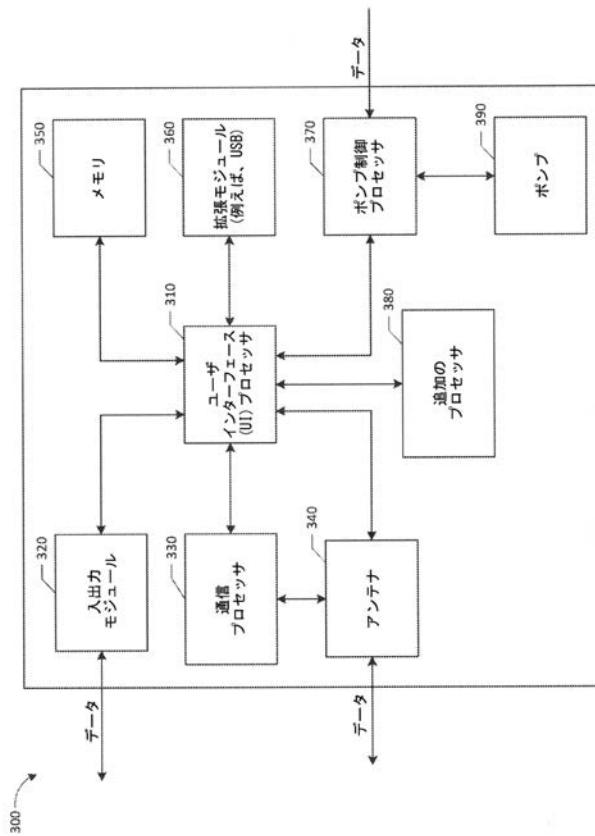 300
データ
データ
320
入出力
モジュール
330
通信
プロセッサ
340
アンテナ
310
ユーザ
インターフェース
(UI) プロセッサ
380
追加の
プロセッサ
350
メモリ
360
拡張モジュール
(例えば、USB)
370
ポンプ制御
プロセッサ
390
ポンプ
データ